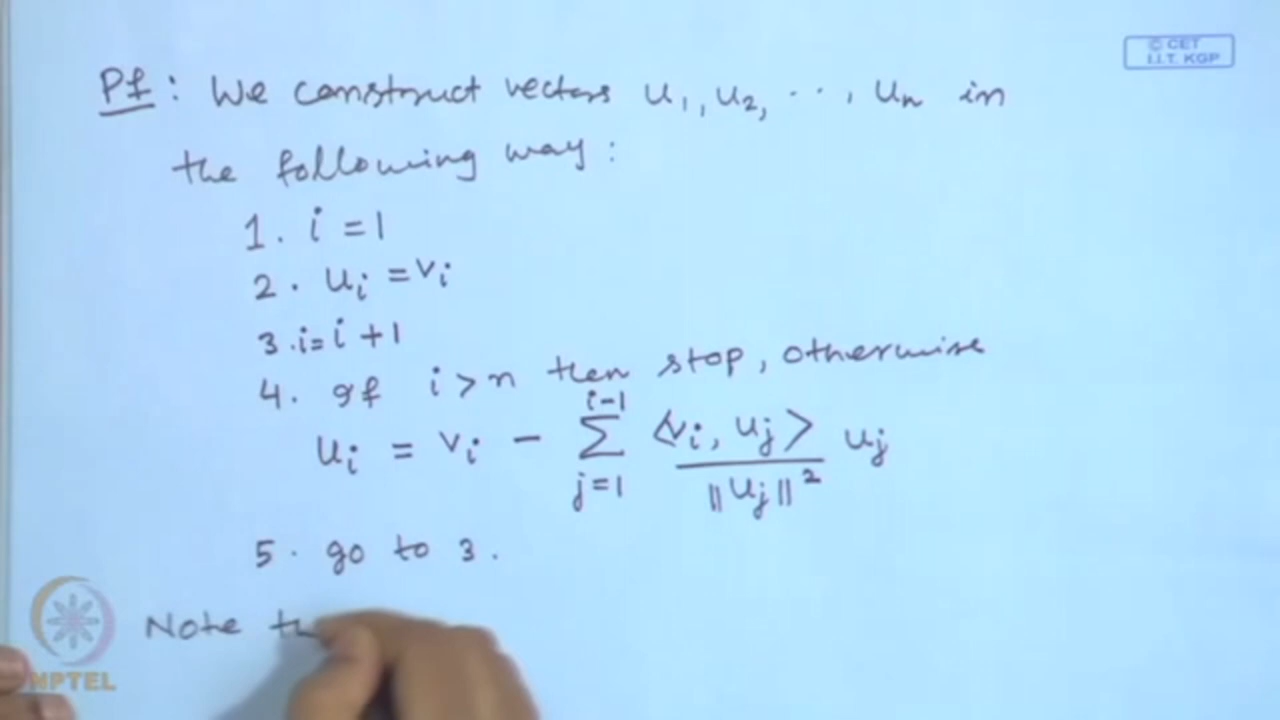 © CET
I.I.T. KGP
Pf : We construct vectors u₁, u₂, ..., uₙ in
the following way :
1. i = 1
2. uᵢ = vᵢ
3. i = i + 1
4. If i > n then stop, otherwise
uᵢ = vᵢ - ∑_{j=1}^{i-1} <vᵢ, uⱼ> / ||uⱼ||² uⱼ
5. go to 3.
Note
NPTEL